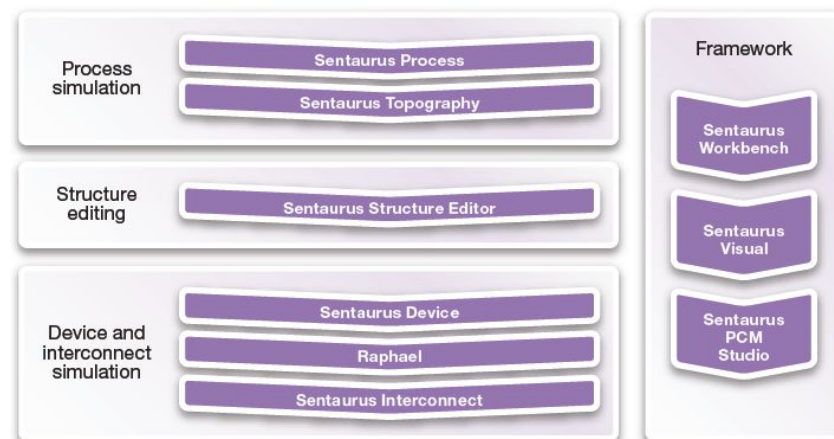 Process
simulation
Sentaurus Process
Sentaurus Topography
Structure
editing
Sentaurus Structure Editor
Device and
interconnect
simulation
Sentaurus Device
Raphael
Sentaurus Interconnect
Framework
Sentaurus
Workbench
Sentaurus
Visual
Sentaurus
PCM
Studio